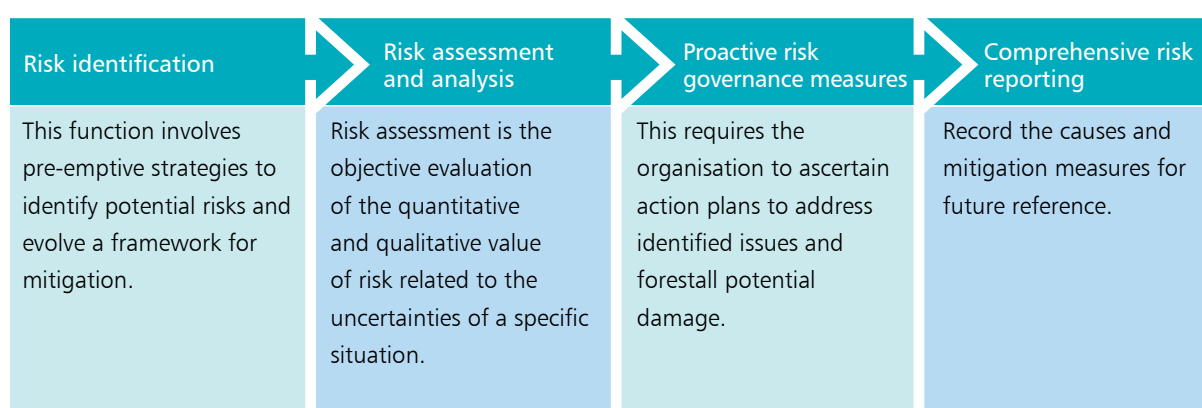 Risk identification
This function involves
pre-emptive strategies to
identify potential risks and
evolve a framework for
mitigation.
Risk assessment
and analysis
Risk assessment is the
objective evaluation
of the quantitative
and qualitative value
of risk related to the
uncertainties of a specific
situation.
Proactive risk
governance measures
This requires the
organisation to ascertain
action plans to address
identified issues and
forestall potential
damage.
Comprehensive risk
reporting
Record the causes and
mitigation measures for
future reference.